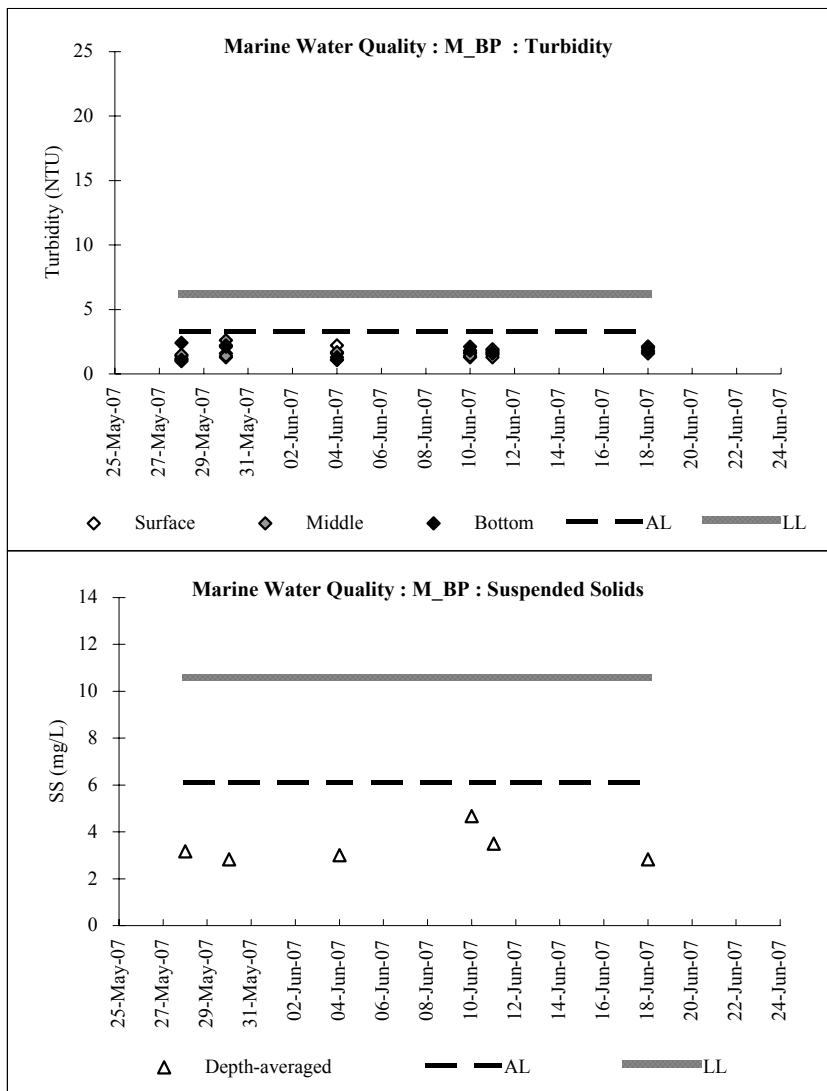 Marine Water Quality : M_BP : Turbidity
25
20
15
10
5
0
Turbidity (NTU)
25-May-07
27-May-07
29-May-07
31-May-07
02-Jun-07
04-Jun-07
06-Jun-07
08-Jun-07
10-Jun-07
12-Jun-07
14-Jun-07
16-Jun-07
18-Jun-07
20-Jun-07
22-Jun-07
24-Jun-07
Surface Middle Bottom AL LL
Marine Water Quality : M_BP : Suspended Solids
14
12
10
8
6
4
2
0
SS (mg/L)
25-May-07
27-May-07
29-May-07
31-May-07
02-Jun-07
04-Jun-07
06-Jun-07
08-Jun-07
10-Jun-07
12-Jun-07
14-Jun-07
16-Jun-07
18-Jun-07
20-Jun-07
22-Jun-07
24-Jun-07
Depth-averaged AL LL